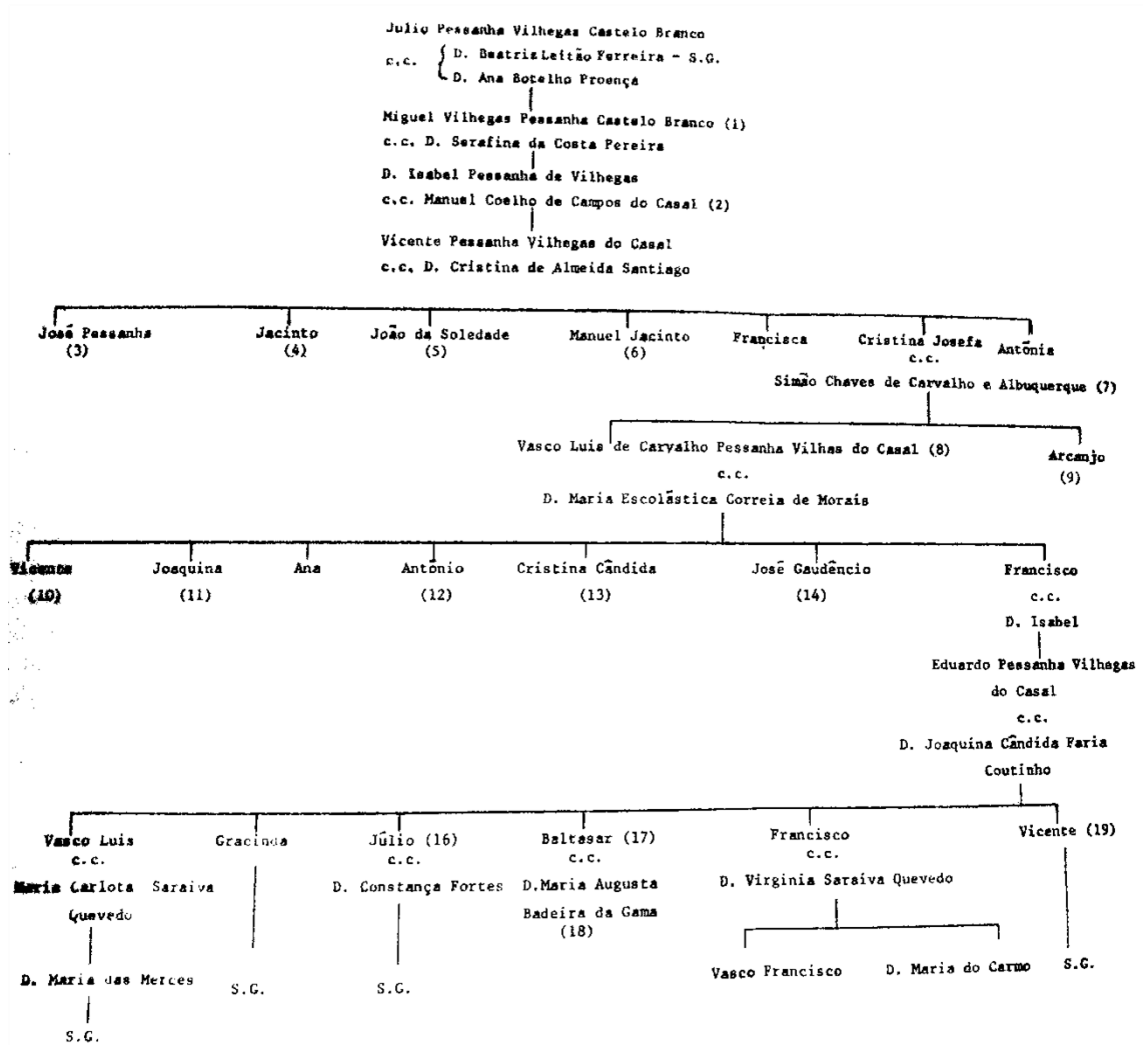 Julio Pessanha Vilhegas Castelo Branco
c.c. D. Beatriz Leitão Ferreira - S.G.
D. Ana Botelho Proença
Miguel Vilhegas Pessanha Castelo Branco (1)
c.c. D. Serafina da Costa Pereira
D. Isabel Pessanha de Vilhegas
c.c. Manuel Coelho de Campos do Casal (2)
Vicente Pessanha Vilhegas do Casal
c.c. D. Cristina de Almeida Santiago
José Pessanha Jacinto João da Soledade Manuel Jacinto Francisca Cristina Josefa Antónia
(3) (4) (5) (6) c.c.
Simão Chaves de Carvalho e Albuquerque (7)
Vasco Luis de Carvalho Pessanha Vilhas do Casal (8) Arcanjo
c.c. (9)
D. Maria Escolástica Correia de Morais
Vicente Joaquina Ana António Cristina Cândida José Gaudêncio Francisco
(10) (11) (12) (13) (14) c.c.
D. Isabel
Eduardo Pessanha Vilhegas
do Casal
c.c.
D. Joaquina Cândida Faria
Coutinho
Vasco Luis Gracinda Júlio (16) Baltasar (17) Francisco Vicente (19)
c.c. c.c. c.c. c.c.
Maria Carlota Saraiva D. Constança Fortes D.Maria Augusta D. Virginia Saraiva Quevedo
Quevedo Badeira da Gama
(18)
D. Maria das Merces S.G. S.G. Vasco Francisco D. Maria do Carmo S.G.
S.G.